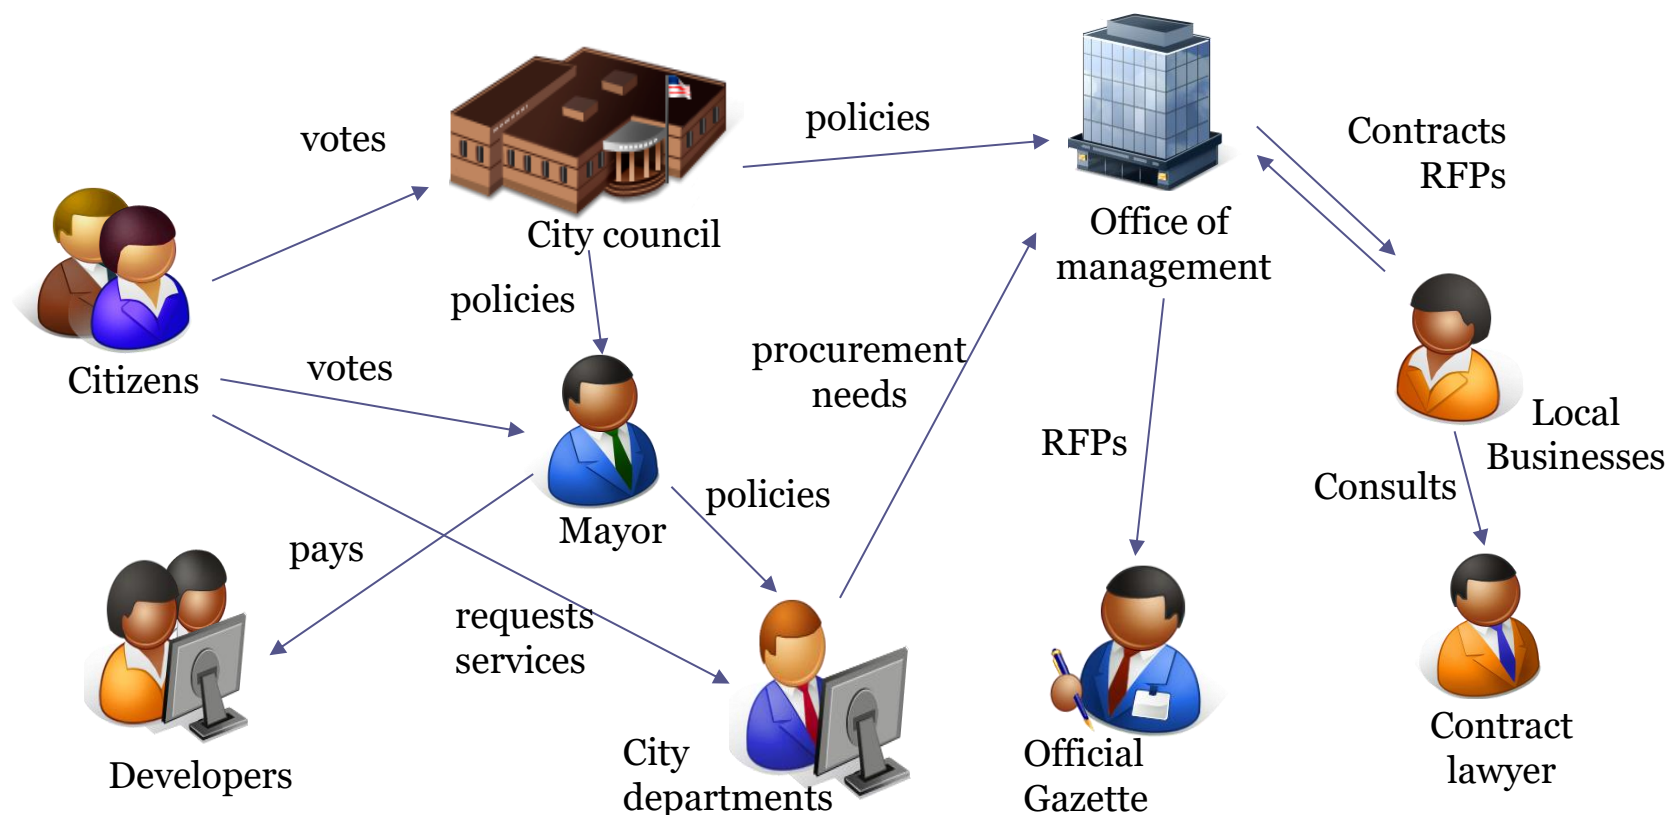 votes
policies
Contracts
RFPs
City council
Office of
management
policies
Citizens
votes
procurement
needs
Local
Businesses
RFPs
Consults
Mayor
policies
pays
requests
services
Developers
City
departments
Official
Gazette
Contract
lawyer